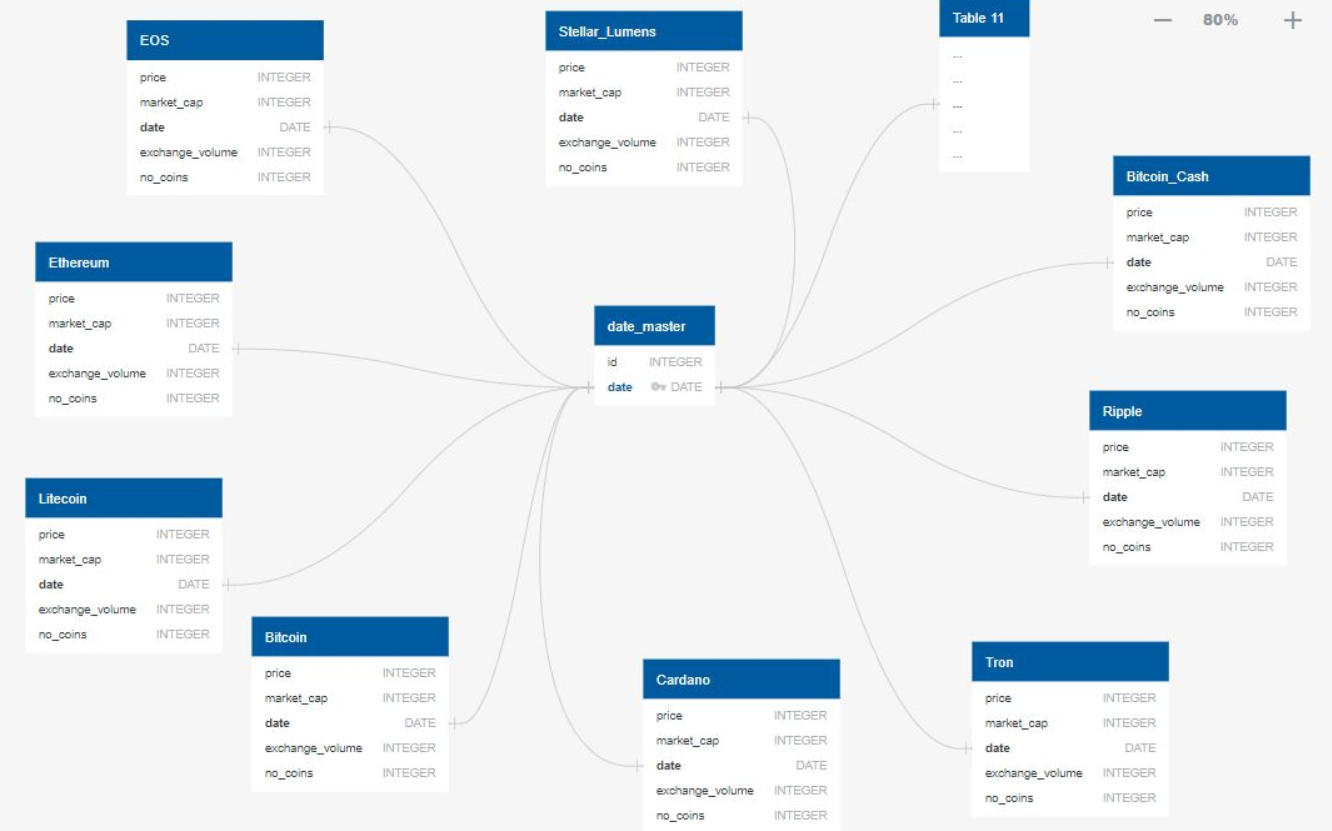 80%
EOS
price INTEGER
market_cap INTEGER
date DATE
exchange_volume INTEGER
no_coins INTEGER
Stellar_Lumens
price INTEGER
market_cap INTEGER
date DATE
exchange_volume INTEGER
no_coins INTEGER
Table 11
...
...
...
...
...
Bitcoin_Cash
price INTEGER
market_cap INTEGER
date DATE
exchange_volume INTEGER
no_coins INTEGER
Ethereum
price INTEGER
market_cap INTEGER
date DATE
exchange_volume INTEGER
no_coins INTEGER
date_master
id INTEGER
date DATE
Ripple
price INTEGER
market_cap INTEGER
date DATE
exchange_volume INTEGER
no_coins INTEGER
Litecoin
price INTEGER
market_cap INTEGER
date DATE
exchange_volume INTEGER
no_coins INTEGER
Bitcoin
price INTEGER
market_cap INTEGER
date DATE
exchange_volume INTEGER
no_coins INTEGER
Cardano
price INTEGER
market_cap INTEGER
date DATE
exchange_volume INTEGER
no_coins INTEGER
Tron
price INTEGER
market_cap INTEGER
date DATE
exchange_volume INTEGER
no_coins INTEGER